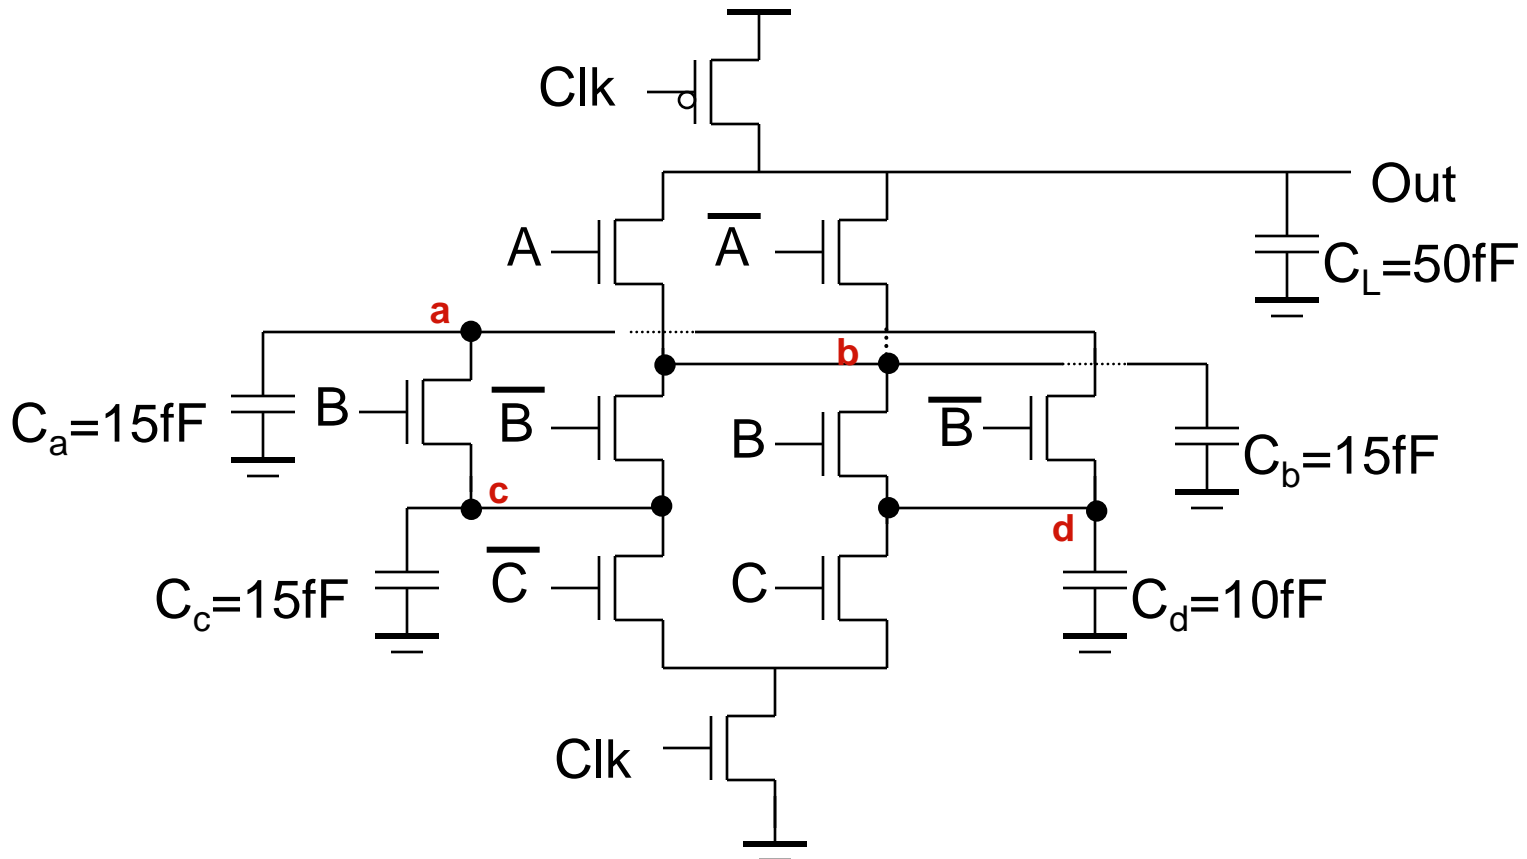 Clk
Out
A
A̅
C_L=50fF
a
b
B
B̅
B
B̅
C_a=15fF
C_b=15fF
c
d
C̅
C
C_c=15fF
C_d=10fF
Clk